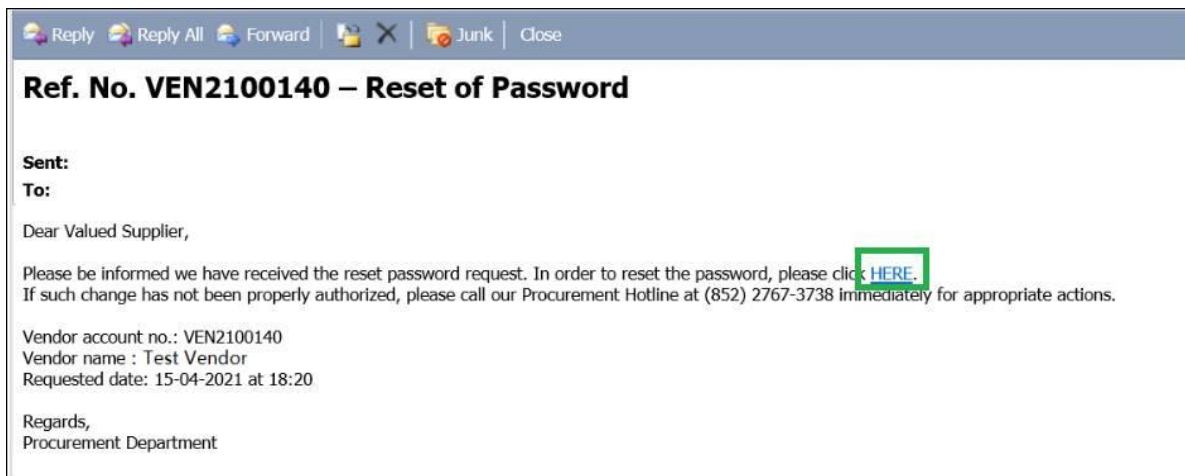 Reply Reply All Forward Junk Close
Ref. No. VEN2100140 – Reset of Password
Sent:
To:
Dear Valued Supplier,
Please be informed we have received the reset password request. In order to reset the password, please click HERE.
If such change has not been properly authorized, please call our Procurement Hotline at (852) 2767-3738 immediately for appropriate actions.
Vendor account no.: VEN2100140
Vendor name : Test Vendor
Requested date: 15-04-2021 at 18:20
Regards,
Procurement Department